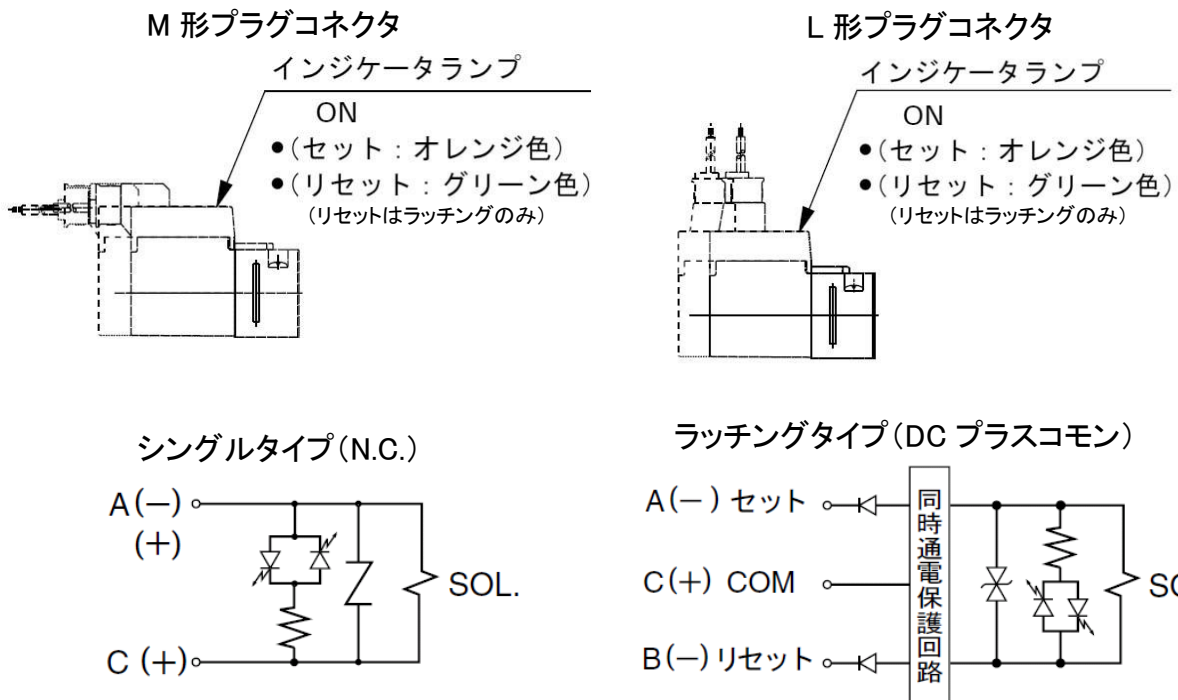 M 形プラグコネクタ
インジケータランプ
ON
●(セット：オレンジ色)
●(リセット：グリーン色)
(リセットはラッチングのみ)
L 形プラグコネクタ
インジケータランプ
ON
●(セット：オレンジ色)
●(リセット：グリーン色)
(リセットはラッチングのみ)
シングルタイプ(N.C.)
A(−)
(+)
SOL.
C (+)
ラッチングタイプ(DC プラスコモン)
A(−) セット
C(+) COM
B(−)リセット
同時通電保護回路